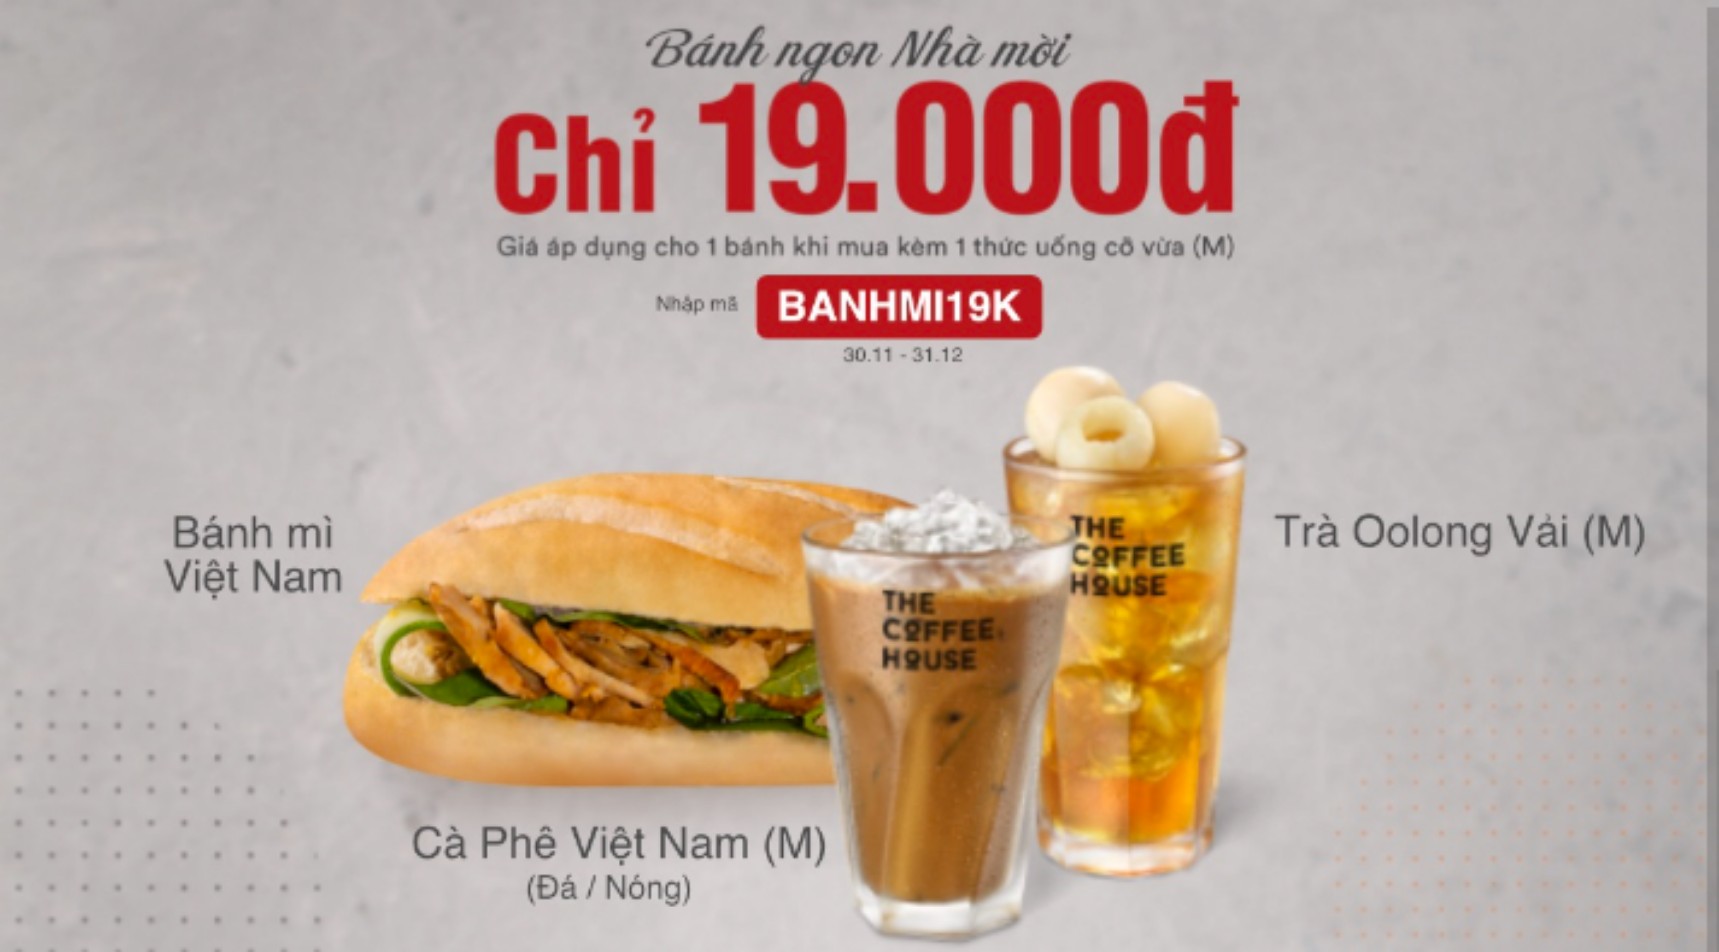 Bánh ngon Nhà mời
Chỉ 19.000đ
Giá áp dụng cho 1 bánh khi mua kèm 1 thức uống cỡ vừa (M)
Nhập mã BANHMI19K
30.11 - 31.12
Bánh mì
Việt Nam
THE
COFFEE
HOUSE
THE
COFFEE
HOUSE
Trà Oolong Vải (M)
Cà Phê Việt Nam (M)
(Đá / Nóng)